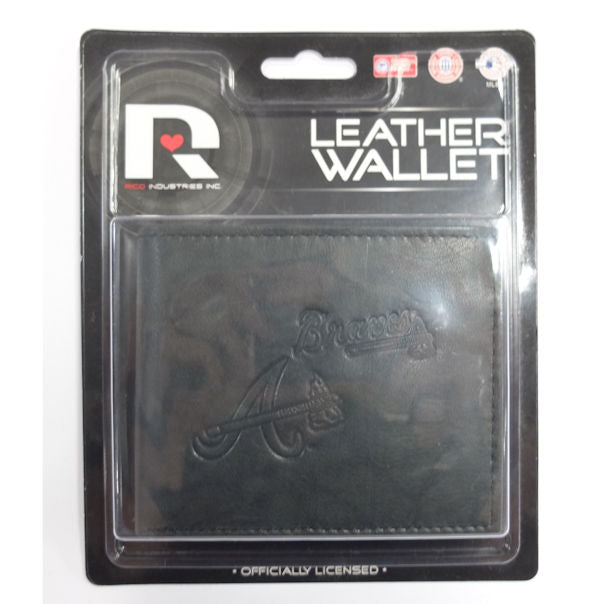 LEATHER
WALLET
R
RICO INDUSTRIES INC.
Braves
A
• OFFICIALLY LICENSED •